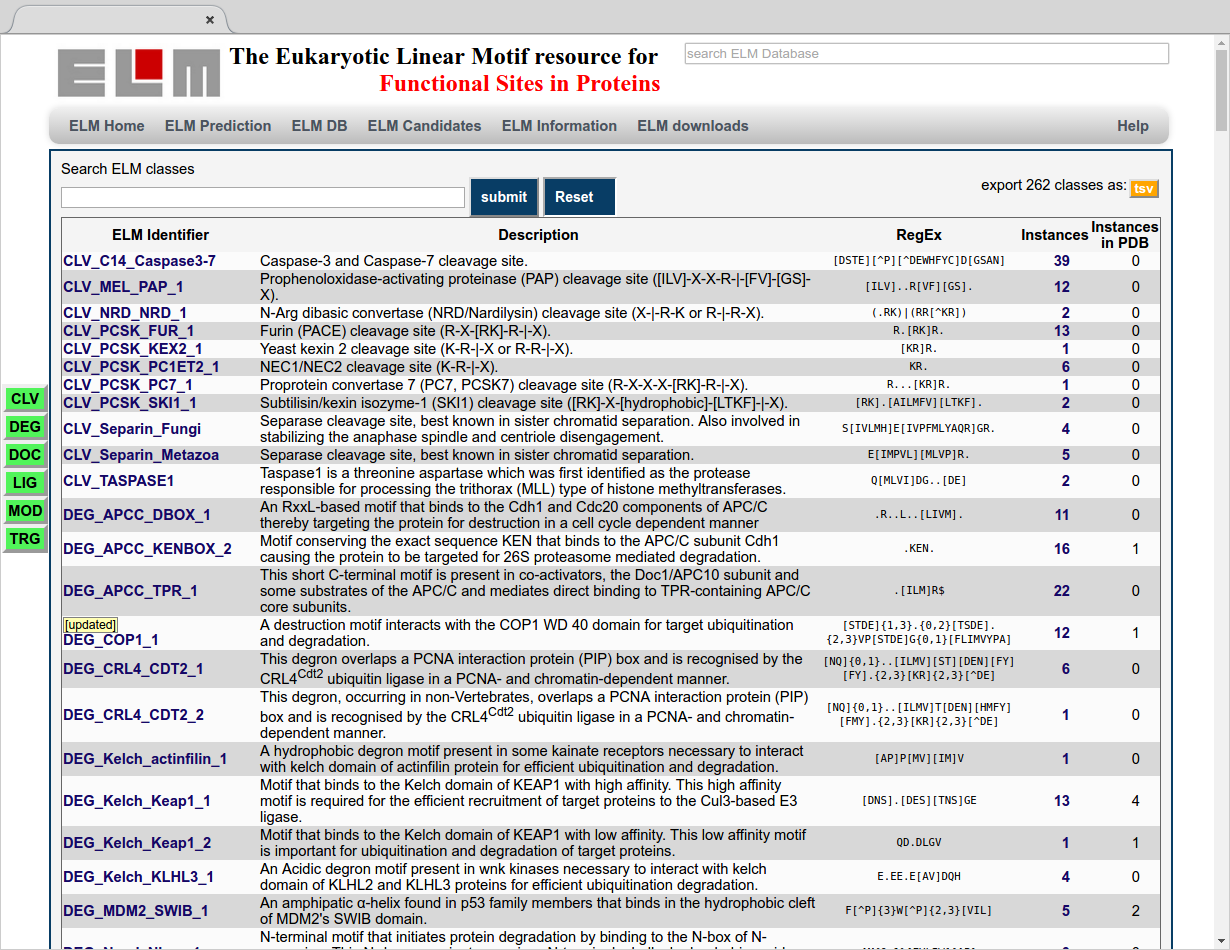 ELM
The Eukaryotic Linear Motif resource for
Functional Sites in Proteins
search ELM Database
ELM Home ELM Prediction ELM DB ELM Candidates ELM Information ELM downloads Help
Search ELM classes
submit Reset
export 262 classes as: tsv
ELM Identifier Description RegEx Instances Instances in PDB
CLV_C14_Caspase3-7 Caspase-3 and Caspase-7 cleavage site. [DSTE][^P][^DEWHFYC]D[GSAN] 39 0
CLV_MEL_PAP_1 Prophenoloxidase-activating proteinase (PAP) cleavage site ([ILV]-X-X-R-|-[FV]-[GS]-
X). [ILV]..R[VF][GS]. 12 0
CLV_NRD_NRD_1 N-Arg dibasic convertase (NRD/Nardilysin) cleavage site (X-|-R-K or R-|-R-X). (.RK)|(RR[^KR]) 2 0
CLV_PCSK_FUR_1 Furin (PACE) cleavage site (R-X-[RK]-R-|-X). R.[RK]R. 13 0
CLV_PCSK_KEX2_1 Yeast kexin 2 cleavage site (K-R-|-X or R-R-|-X). [KR]R. 1 0
CLV_PCSK_PC1ET2_1 NEC1/NEC2 cleavage site (K-R-|-X). KR. 6 0
CLV_PCSK_PC7_1 Proprotein convertase 7 (PC7, PCSK7) cleavage site (R-X-X-X-[RK]-R-|-X). R...[KR]R. 1 0
CLV_PCSK_SKI1_1 Subtilisin/kexin isozyme-1 (SKI1) cleavage site ([RK]-X-[hydrophobic]-[LTKF]-|-X). [RK].[AILMFV][LTKF]. 2 0
CLV_Separin_Fungi Separase cleavage site, best known in sister chromatid separation. Also involved in
stabilizing the anaphase spindle and centriole disengagement. S[IVLMH]E[IVPFMLYAQR]GR. 4 0
CLV_Separin_Metazoa Separase cleavage site, best known in sister chromatid separation. E[IMPVL][MLVP]R. 5 0
CLV_TASPASE1 Taspase1 is a threonine aspartase which was first identified as the protease
responsible for processing the trithorax (MLL) type of histone methyltransferases. Q[MLVI]DG..[DE] 2 0
DEG_APCC_DBOX_1 An RxxL-based motif that binds to the Cdh1 and Cdc20 components of APC/C
thereby targeting the protein for destruction in a cell cycle dependent manner .R..L..[LIVM]. 11 0
DEG_APCC_KENBOX_2 Motif conserving the exact sequence KEN that binds to the APC/C subunit Cdh1
causing the protein to be targeted for 26S proteasome mediated degradation. .KEN. 16 1
DEG_APCC_TPR_1 This short C-terminal motif is present in co-activators, the Doc1/APC10 subunit and
some substrates of the APC/C and mediates direct binding to TPR-containing APC/C
core subunits. .[ILM]R$ 22 0
[updated]
DEG_COP1_1 A destruction motif interacts with the COP1 WD 40 domain for target ubiquitination
and degradation. [STDE]{1,3}.{0,2}[TSDE].
{2,3}VP[STDE]G{0,1}[FLIMVYPA] 12 1
DEG_CRL4_CDT2_1 This degron overlaps a PCNA interaction protein (PIP) box and is recognised by the
CRL4Cdt2 ubiquitin ligase in a PCNA- and chromatin-dependent manner. [NQ]{0,1}..[ILMV][ST][DEN][FY]
[FY].{2,3}[KR]{2,3}[^DE] 6 0
DEG_CRL4_CDT2_2 This degron, occurring in non-Vertebrates, overlaps a PCNA interaction protein (PIP)
box and is recognised by the CRL4Cdt2 ubiquitin ligase in a PCNA- and chromatin-
dependent manner. [NQ]{0,1}..[ILMV]T[DEN][HMFY]
[FMY].{2,3}[KR]{2,3}[^DE] 1 0
DEG_Kelch_actinfilin_1 A hydrophobic degron motif present in some kainate receptors necessary to interact
with kelch domain of actinfilin protein for efficient ubiquitination and degradation. [AP]P[MV][IM]V 1 0
DEG_Kelch_Keap1_1 Motif that binds to the Kelch domain of KEAP1 with high affinity. This high affinity
motif is required for the efficient recruitment of target proteins to the Cul3-based E3
ligase. [DNS].[DES][TNS]GE 13 4
DEG_Kelch_Keap1_2 Motif that binds to the Kelch domain of KEAP1 with low affinity. This low affinity motif
is important for ubiquitination and degradation of target proteins. QD.DLGV 1 1
DEG_Kelch_KLHL3_1 An Acidic degron motif present in wnk kinases necessary to interact with kelch
domain of KLHL2 and KLHL3 proteins for efficient ubiquitination degradation. E.EE.E[AV]DQH 4 0
DEG_MDM2_SWIB_1 An amphipatic α-helix found in p53 family members that binds in the hydrophobic cleft
of MDM2's SWIB domain. F[^P]{3}W[^P]{2,3}[VIL] 5 2
N-terminal motif that initiates protein degradation by binding to the N-box of N-
CLV
DEG
DOC
LIG
MOD
TRG